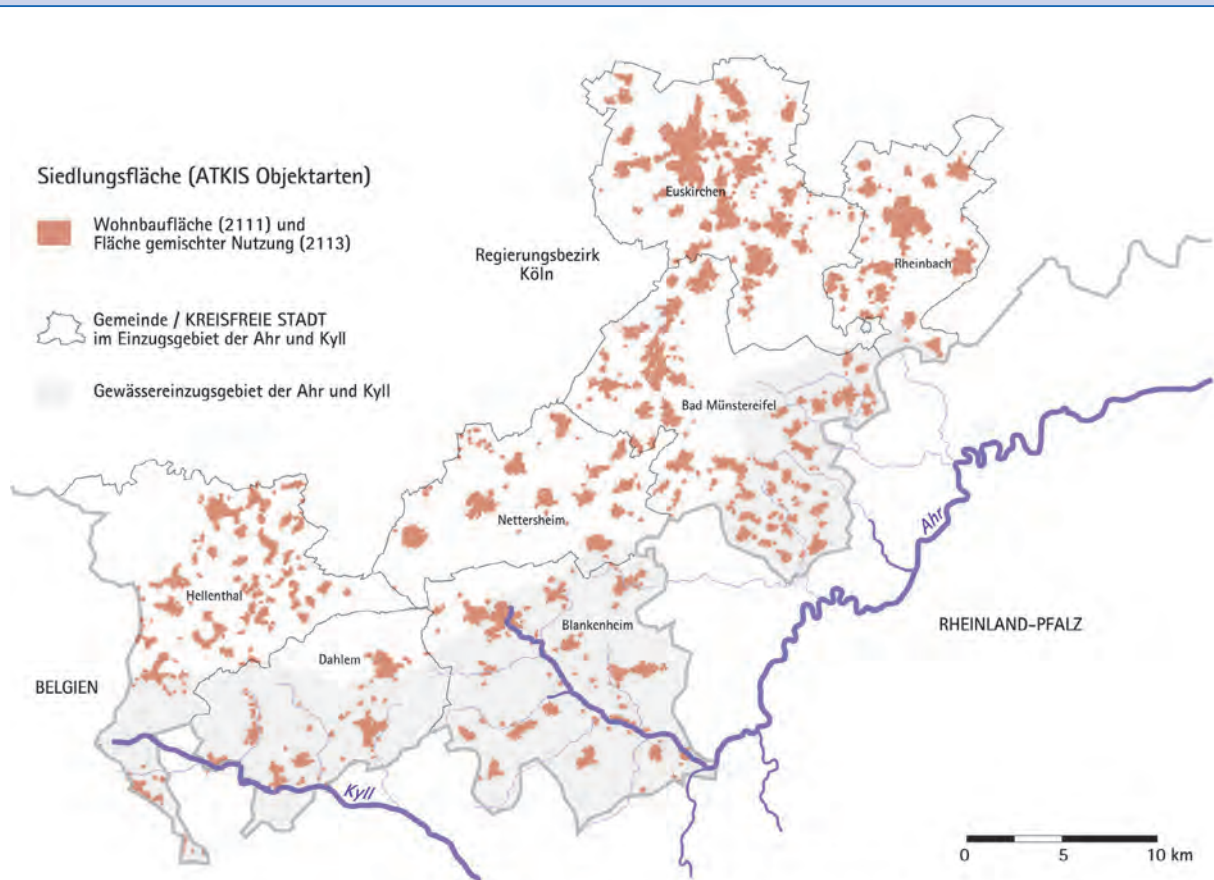 Siedlungsfläche (ATKIS Objektarten)
Wohnbaufläche (2111) und
Fläche gemischter Nutzung (2113)
Gemeinde / KREISFREIE STADT
im Einzugsgebiet der Ahr und Kyll
Gewässereinzugsgebiet der Ahr und Kyll
Regierungsbezirk
Köln
Euskirchen
Rheinbach
Bad Münstereifel
Nettersheim
Hellenthal
Blankenheim
Dahlem
BELGIEN
RHEINLAND-PFALZ
Ahr
Kyll
0 5 10 km